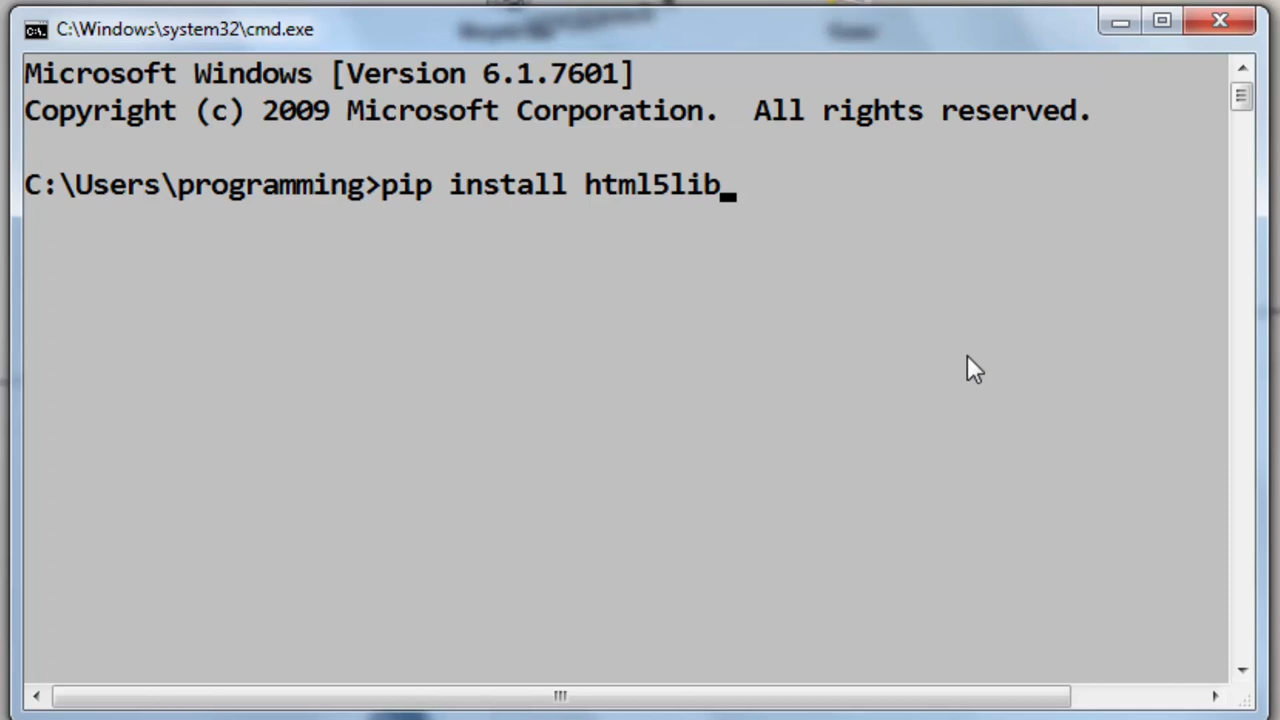 C:\Windows\system32\cmd.exe
Microsoft Windows [Version 6.1.7601]
Copyright (c) 2009 Microsoft Corporation.  All rights reserved.
C:\Users\programming>pip install html5lib